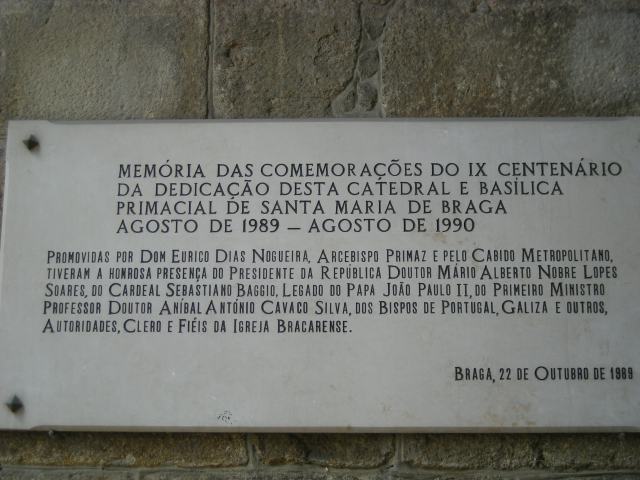 MEMÓRIA DAS COMEMORAÇÕES DO IX CENTENÁRIO
DA DEDICAÇÃO DESTA CATEDRAL E BASÍLICA
PRIMACIAL DE SANTA MARIA DE BRAGA
AGOSTO DE 1989 — AGOSTO DE 1990
PROMOVIDAS POR DOM EURICO DIAS NOGUEIRA, ARCEBISPO PRIMAZ E PELO CABIDO METROPOLITANO,
TIVERAM A HONROSA PRESENÇA DO PRESIDENTE DA REPÚBLICA DOUTOR MÁRIO ALBERTO NOBRE LOPES
SOARES, DO CARDEAL SEBASTIANO BAGGIO, LEGADO DO PAPA JOÃO PAULO II, DO PRIMEIRO MINISTRO
PROFESSOR DOUTOR ANÍBAL ANTÓNIO CAVACO SILVA, DOS BISPOS DE PORTUGAL, GALIZA E OUTROS,
AUTORIDADES, CLERO E FIÉIS DA IGREJA BRACARENSE.
BRAGA, 22 DE OUTUBRO DE 1989